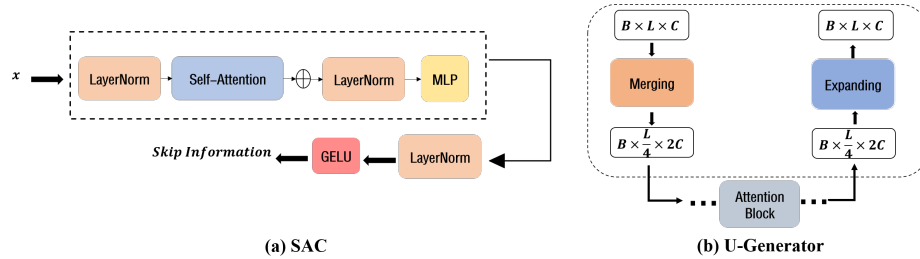 x
LayerNorm
Self-Attention
LayerNorm
MLP
Skip Information
GELU
LayerNorm
(a) SAC
B × L × C
B × L × C
Merging
Expanding
B × L/4 × 2C
B × L/4 × 2C
Attention
Block
(b) U-Generator